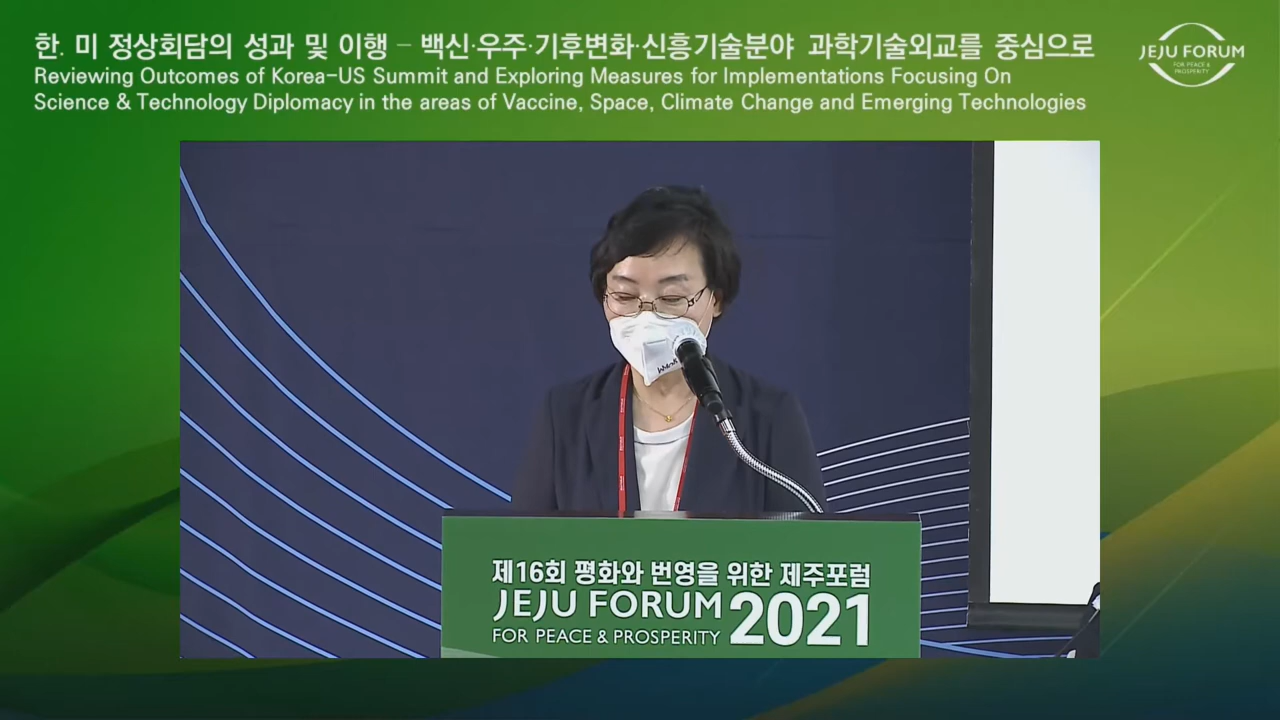 한. 미 정상회담의 성과 및 이행 – 백신·우주·기후변화·신흥기술분야 과학기술외교를 중심으로
Reviewing Outcomes of Korea-US Summit and Exploring Measures for Implementations Focusing On
Science & Technology Diplomacy in the areas of Vaccine, Space, Climate Change and Emerging Technologies
JEJU FORUM
FOR PEACE &
PROSPERITY
제16회 평화와 번영을 위한 제주포럼
JEJU FORUM 2021
FOR PEACE & PROSPERITY